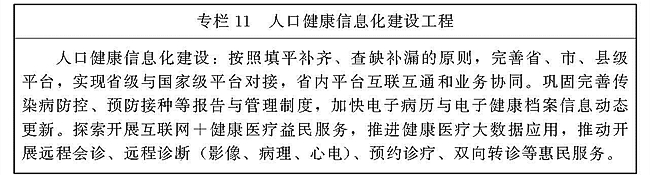 专栏 11　人口健康信息化建设工程
人口健康信息化建设：按照填平补齐、查缺补漏的原则，完善省、市、县级
平台，实现省级与国家级平台对接，省内平台互联互通和业务协同。巩固完善传
染病防控、预防接种等报告与管理制度，加快电子病历与电子健康档案信息动态
更新。探索开展互联网＋健康医疗益民服务，推进健康医疗大数据应用，推动开
展远程会诊、远程诊断（影像、病理、心电）、预约诊疗、双向转诊等惠民服务。